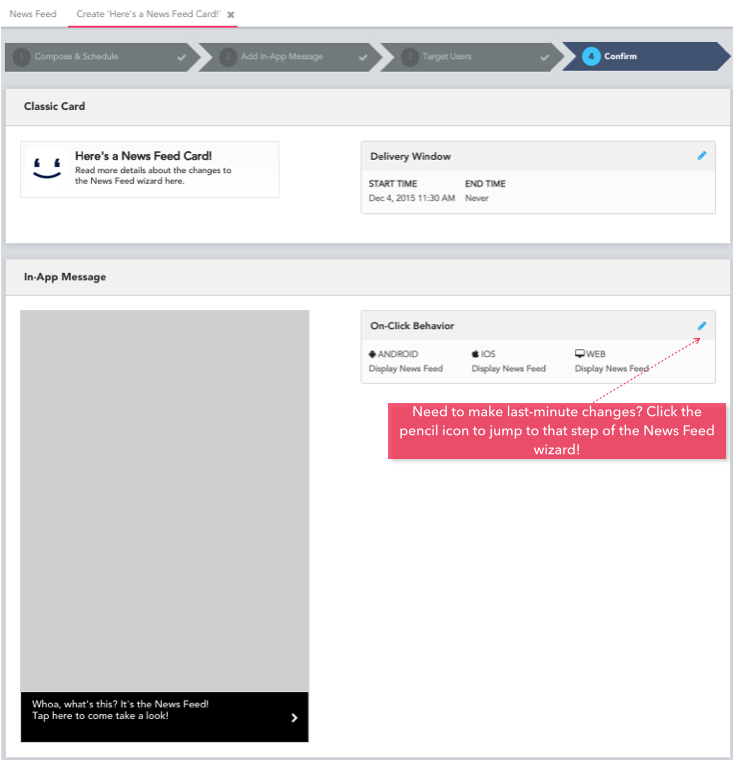 News Feed
Create 'Here's a News Feed Card!'
1 Compose & Schedule
2 Add In-App Message
3 Target Users
4 Confirm
Classic Card
Here's a News Feed Card!
Read more details about the changes to
the News Feed wizard here.
Delivery Window
START TIME END TIME
Dec 4, 2015 11:30 AM Never
In-App Message
On-Click Behavior
ANDROID IOS WEB
Display News Feed Display News Feed Display News Feed
Need to make last-minute changes? Click the
pencil icon to jump to that step of the News Feed
wizard!
Whoa, what's this? It's the News Feed!
Tap here to come take a look!